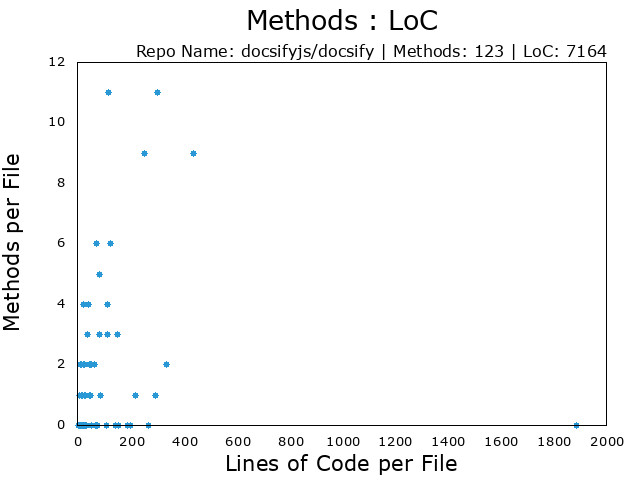 Methods : LoC
Repo Name: docsifyjs/docsify | Methods: 123 | LoC: 7164
12
10
8
6
4
2
0
Methods per File
0 200 400 600 800 1000 1200 1400 1600 1800 2000
Lines of Code per File